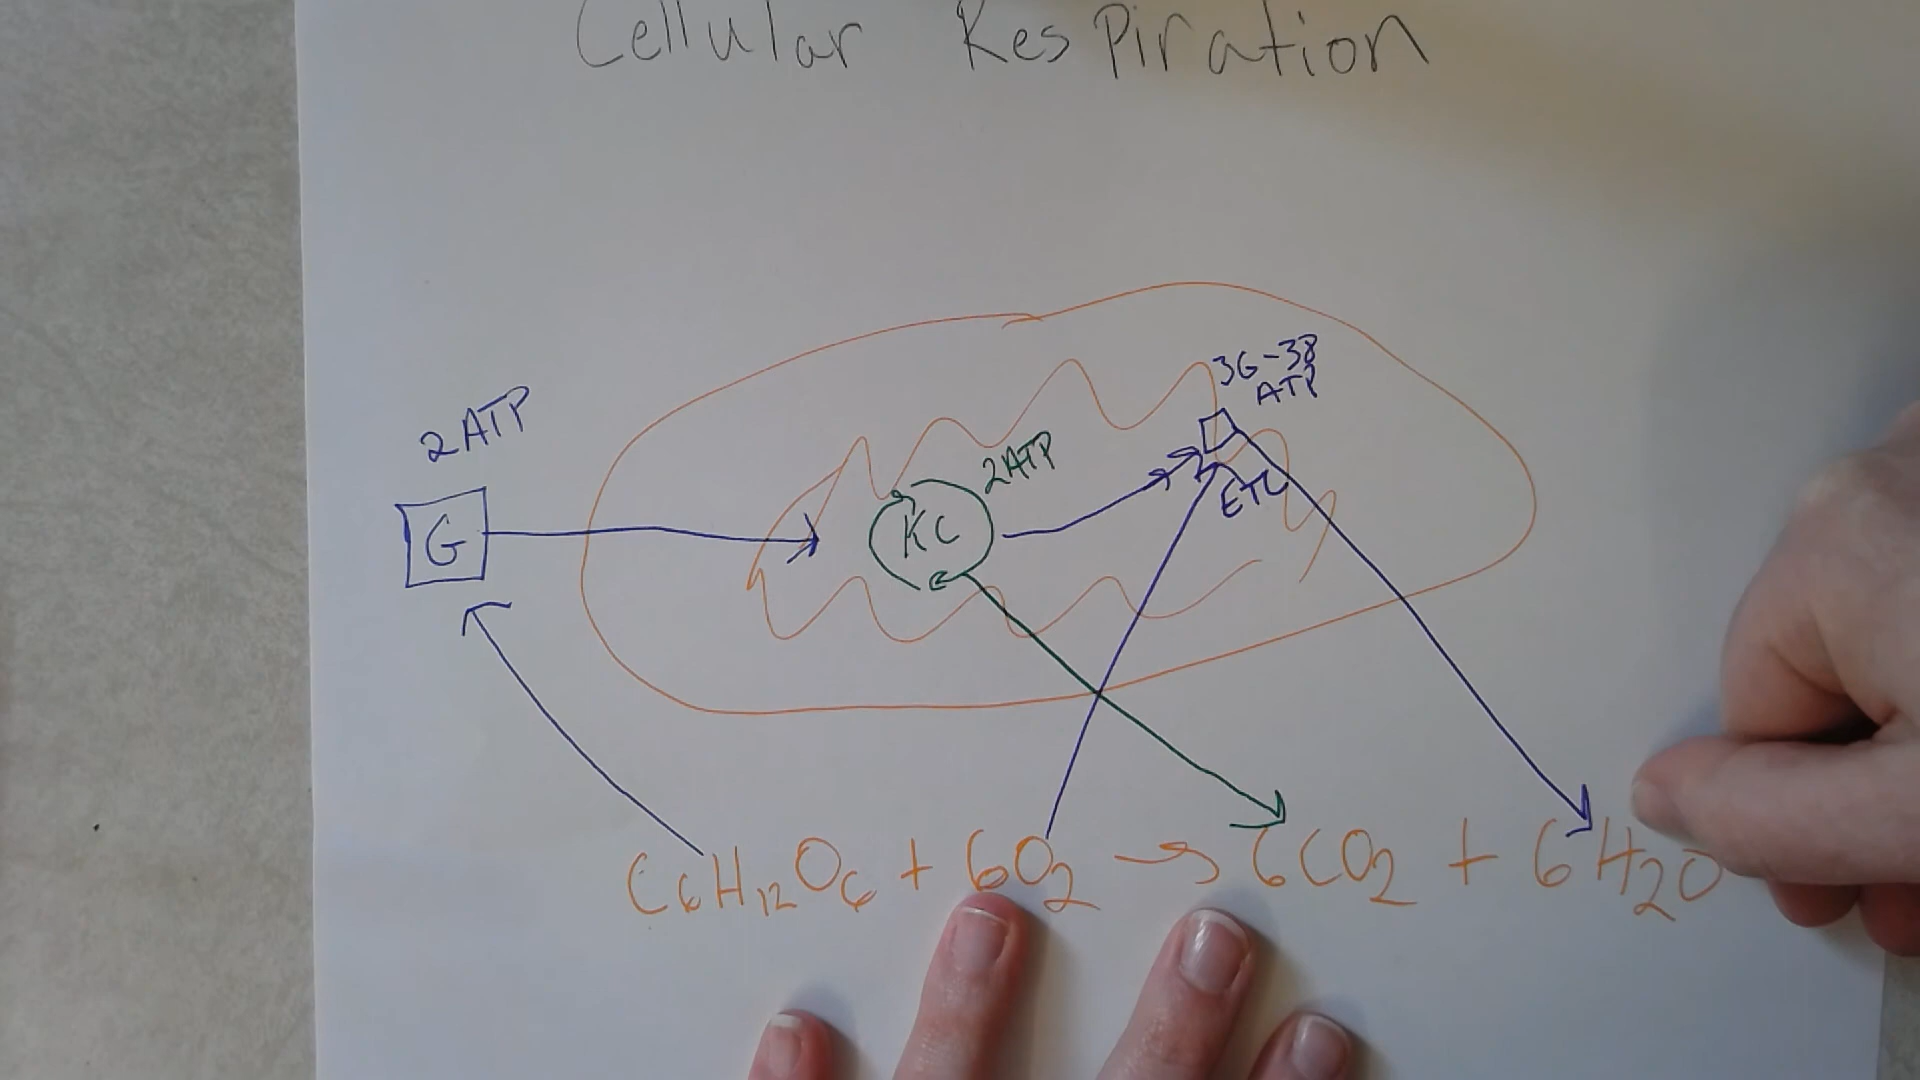 Cellular Respiration
36-38
ATP
2ATP
2ATP
G
KC
ETC
C6H12O6 + 6O2 → 6CO2 + 6H2O